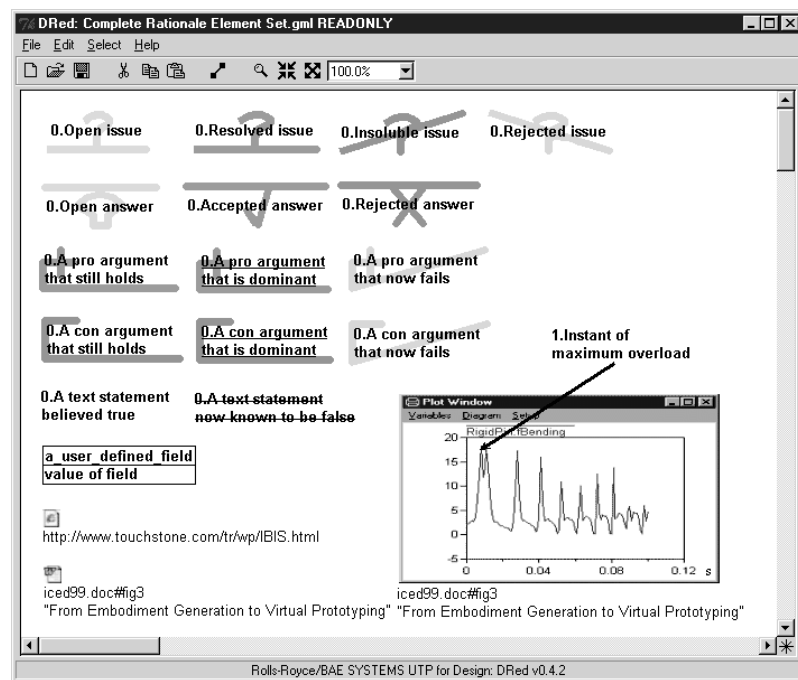 DRed: Complete Rationale Element Set.gml READONLY
File Edit Select Help
100.0%
0.Open issue
0.Resolved issue
0.Insoluble issue
0.Rejected issue
0.Open answer
0.Accepted answer
0.Rejected answer
0.A pro argument
that still holds
0.A pro argument
that is dominant
0.A pro argument
that now fails
0.A con argument
that still holds
0.A con argument
that is dominant
0.A con argument
that now fails
1.Instant of
maximum overload
0.A text statement
believed true
0.A text statement
now known to be false
a_user_defined_field
value of field
Plot Window
Variables Diagram Setup
fBending
20
15
10
5
0
-5
0 0.04 0.08 0.12 s
http://www.touchstone.com/tr/wp/IBIS.html
iced99.doc#fig3
"From Embodiment Generation to Virtual Prototyping"
iced99.doc#fig3
"From Embodiment Generation to Virtual Prototyping"
Rolls-Royce/BAE SYSTEMS UTP for Design: DRed v0.4.2